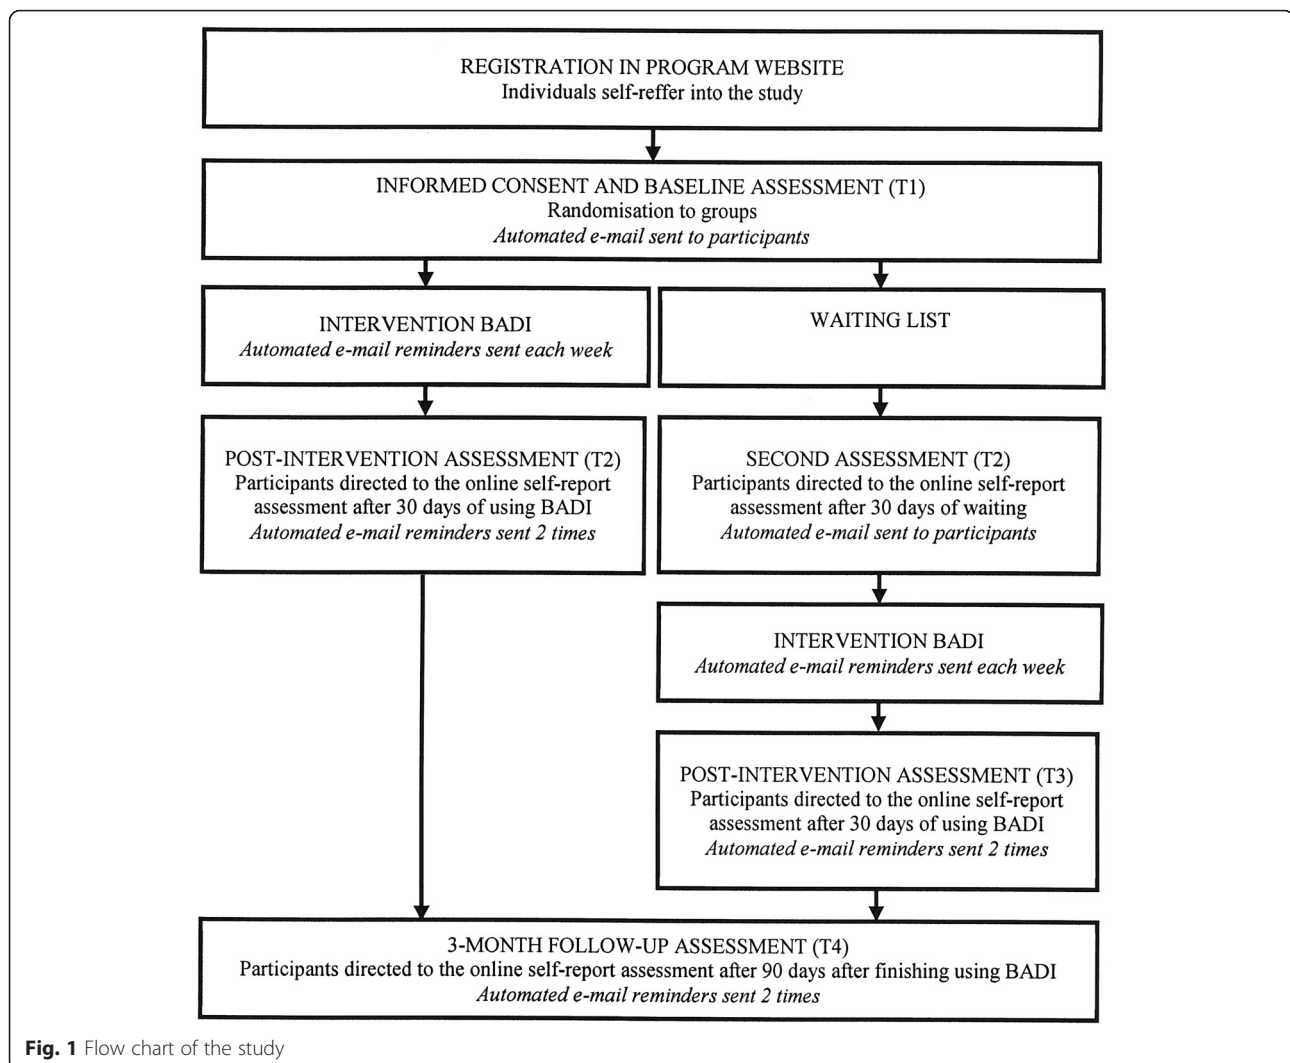 REGISTRATION IN PROGRAM WEBSITE
Individuals self-reffer into the study
INFORMED CONSENT AND BASELINE ASSESSMENT (T1)
Randomisation to groups
Automated e-mail sent to participants
INTERVENTION BADI
Automated e-mail reminders sent each week
WAITING LIST
POST-INTERVENTION ASSESSMENT (T2)
Participants directed to the online self-report
assessment after 30 days of using BADI
Automated e-mail reminders sent 2 times
SECOND ASSESSMENT (T2)
Participants directed to the online self-report
assessment after 30 days of waiting
Automated e-mail sent to participants
INTERVENTION BADI
Automated e-mail reminders sent each week
POST-INTERVENTION ASSESSMENT (T3)
Participants directed to the online self-report
assessment after 30 days of using BADI
Automated e-mail reminders sent 2 times
3-MONTH FOLLOW-UP ASSESSMENT (T4)
Participants directed to the online self-report assessment after 90 days after finishing using BADI
Automated e-mail reminders sent 2 times
Fig. 1 Flow chart of the study